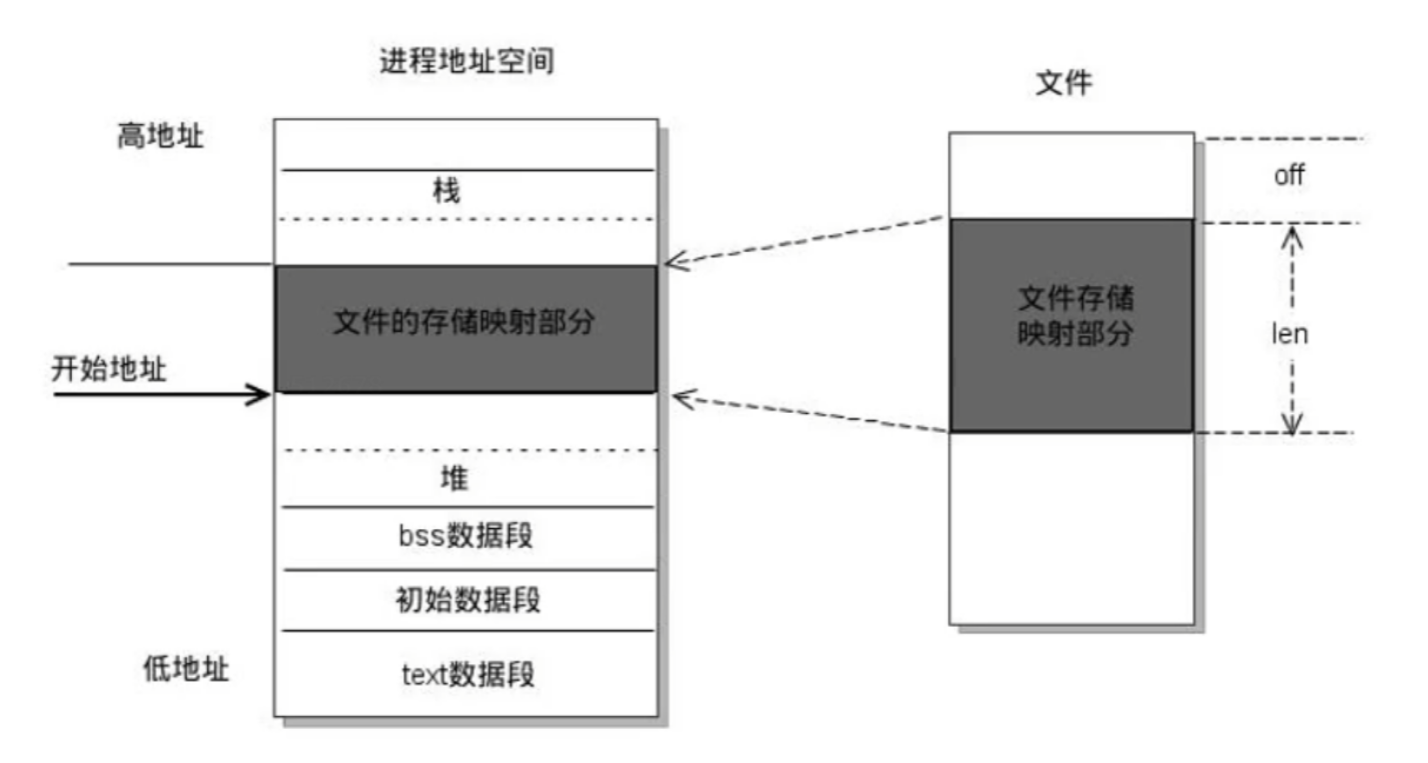 进程地址空间
文件
高地址
栈
off
文件的存储映射部分
文件存储
映射部分
len
开始地址
堆
bss数据段
初始数据段
低地址
text数据段